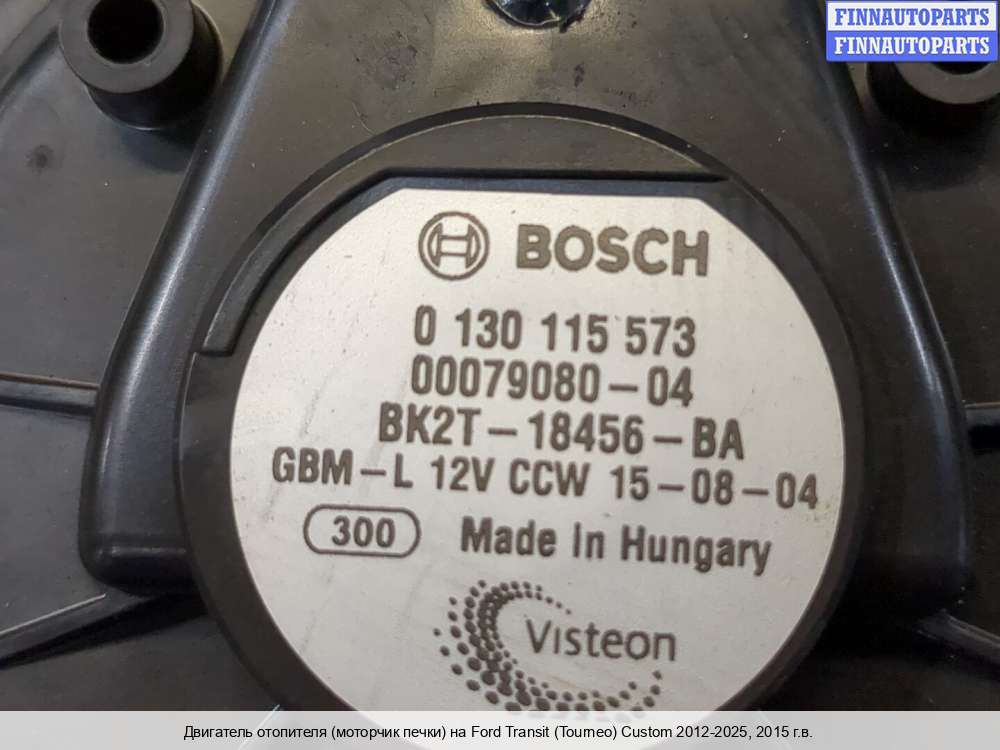 FINNAUTOPARTS
FINNAUTOPARTS
BOSCH
0 130 115 573
00079080-04
BK2T-18456-BA
GBM-L 12V CCW 15-08-04
300 Made In Hungary
Visteon
Двигатель отопителя (моторчик печки) на Ford Transit (Tourneo) Custom 2012-2025, 2015 г.в.